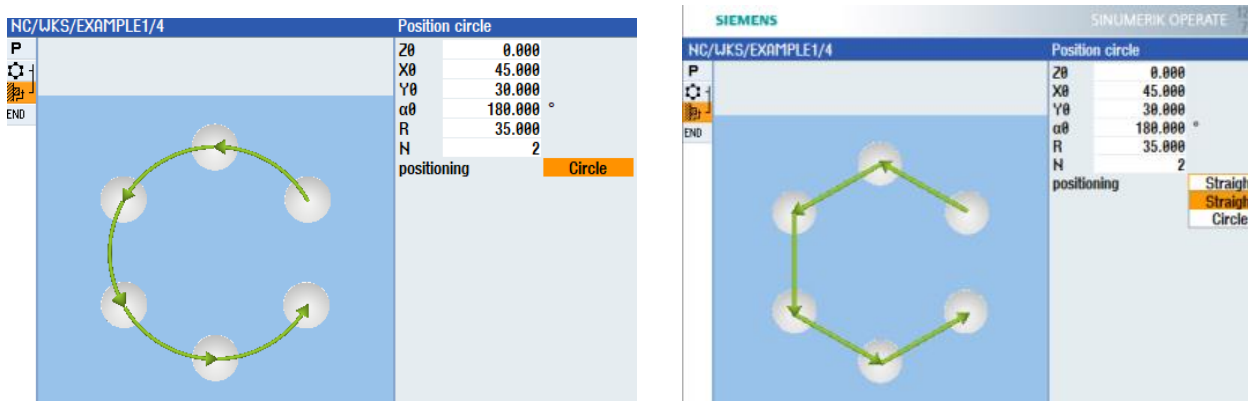 NC/WKS/EXAMPLE1/4 Position circle
P
Z0 0.000
X0 45.000
Y0 30.000
α0 180.000 °
R 35.000
N 2
END
positioning Circle
SIEMENS SINUMERIK OPERATE
NC/WKS/EXAMPLE1/4 Position circle
P
Z0 0.000
X0 45.000
Y0 30.000
α0 180.000 °
R 35.000
N 2
END
positioning Straigh
Straigh
Circle